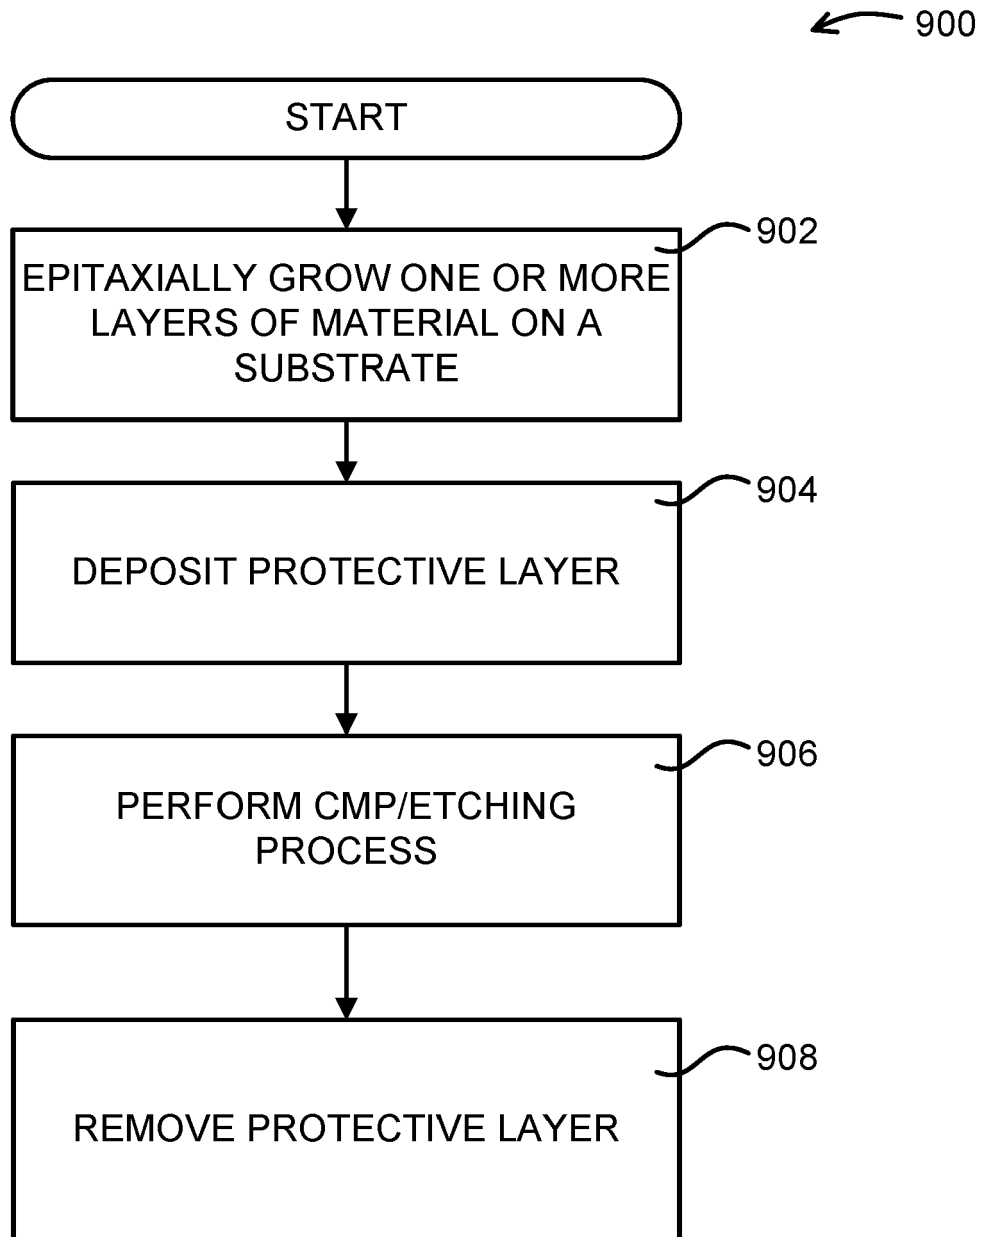 900
START
902
EPITAXIALLY GROW ONE OR MORE
LAYERS OF MATERIAL ON A
SUBSTRATE
904
DEPOSIT PROTECTIVE LAYER
906
PERFORM CMP/ETCHING
PROCESS
908
REMOVE PROTECTIVE LAYER